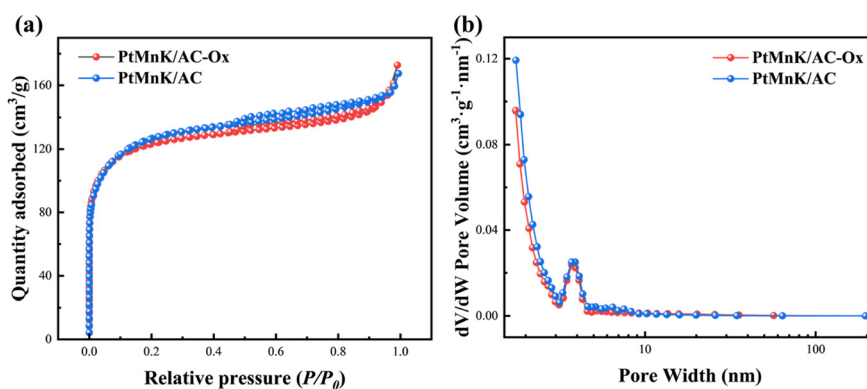 (a)
PtMnK/AC-Ox
PtMnK/AC
Quantity adsorbed (cm³/g)
160
120
80
40
0
0.0 0.2 0.4 0.6 0.8 1.0
Relative pressure (P/P₀)
(b)
PtMnK/AC-Ox
PtMnK/AC
dV/dW Pore Volume (cm³·g⁻¹·nm⁻¹)
0.12
0.08
0.04
0.00
10 100
Pore Width (nm)